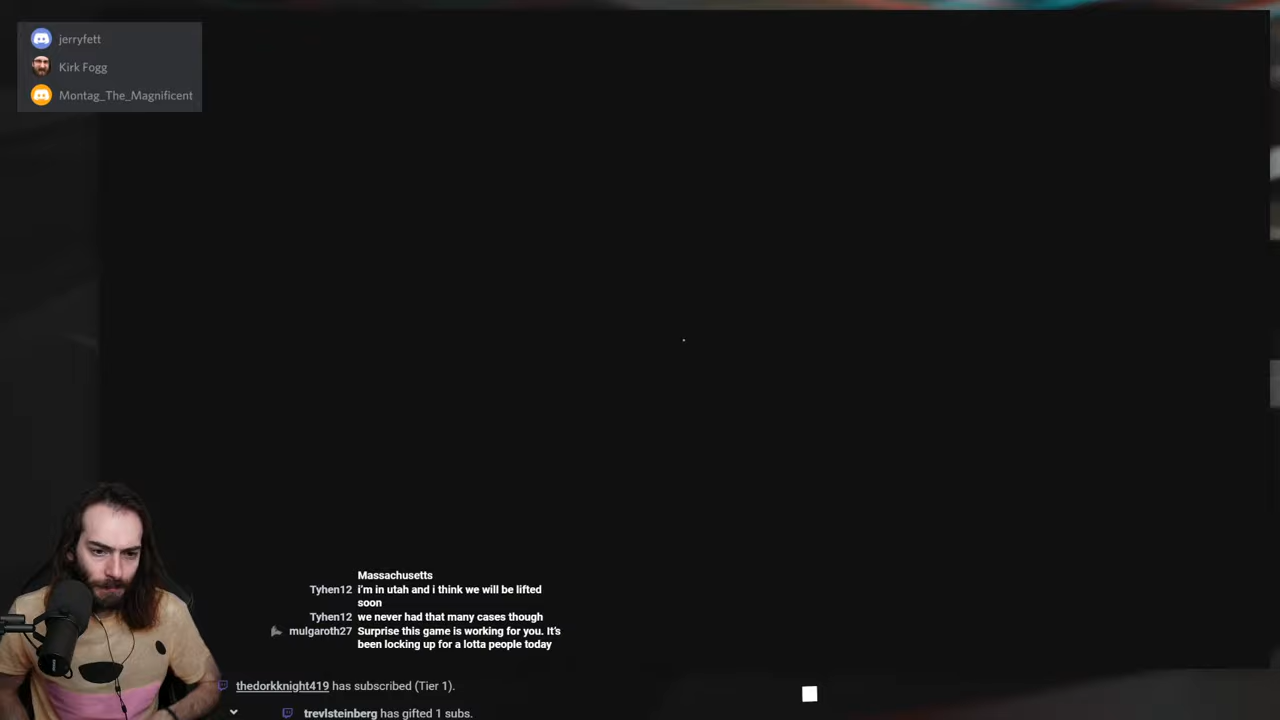 jerryfett
Kirk Fogg
Montag_The_Magnificent
Massachusetts
Tyhen12 i'm in utah and i think we will be lifted
soon
Tyhen12 we never had that many cases though
mulgaroth27 Surprise this game is working for you. It's
been locking up for a lotta people today
thedorkknight419 has subscribed (Tier 1).
trevlsteinberg has gifted 1 subs.